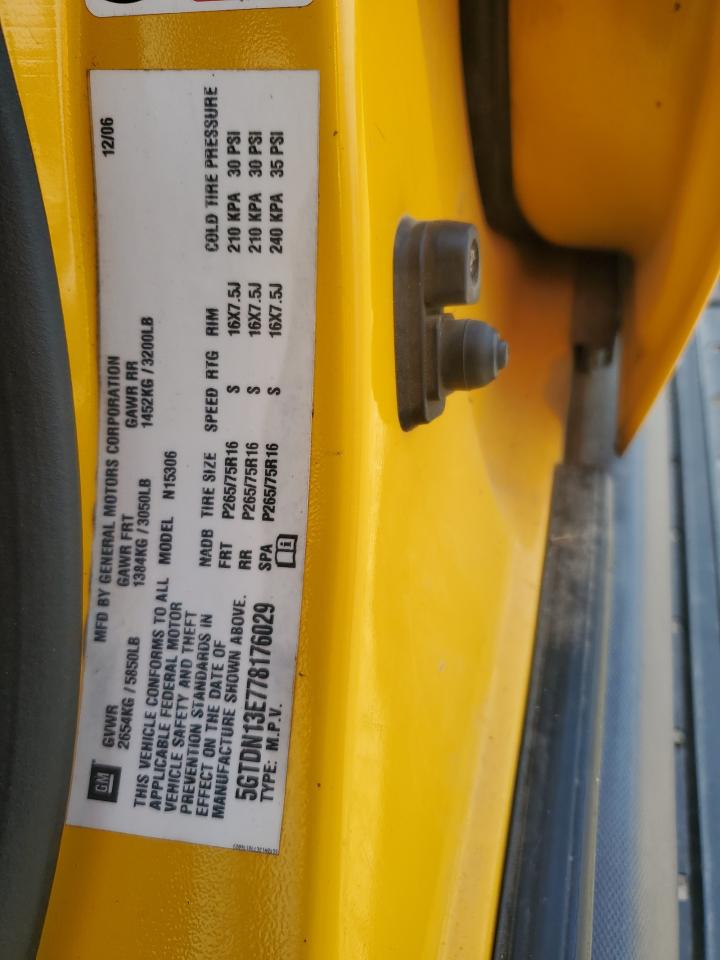 MFD BY GENERAL MOTORS CORPORATION 12/06
GVWR GAWR FRT GAWR RR
2654KG / 5850LB 1384KG / 3050LB 1452KG / 3200LB
GM
THIS VEHICLE CONFORMS TO ALL
APPLICABLE FEDERAL MOTOR
VEHICLE SAFETY AND THEFT
PREVENTION STANDARDS IN
EFFECT ON THE DATE OF
MANUFACTURE SHOWN ABOVE.
5GTDN13E778176029
TYPE: M.P.V.
MODEL N15306
NADB TIRE SIZE SPEED RTG RIM COLD TIRE PRESSURE
FRT P265/75R16 S 16X7.5J 210 KPA 30 PSI
RR P265/75R16 S 16X7.5J 210 KPA 30 PSI
SPA P265/75R16 S 16X7.5J 240 KPA 35 PSI